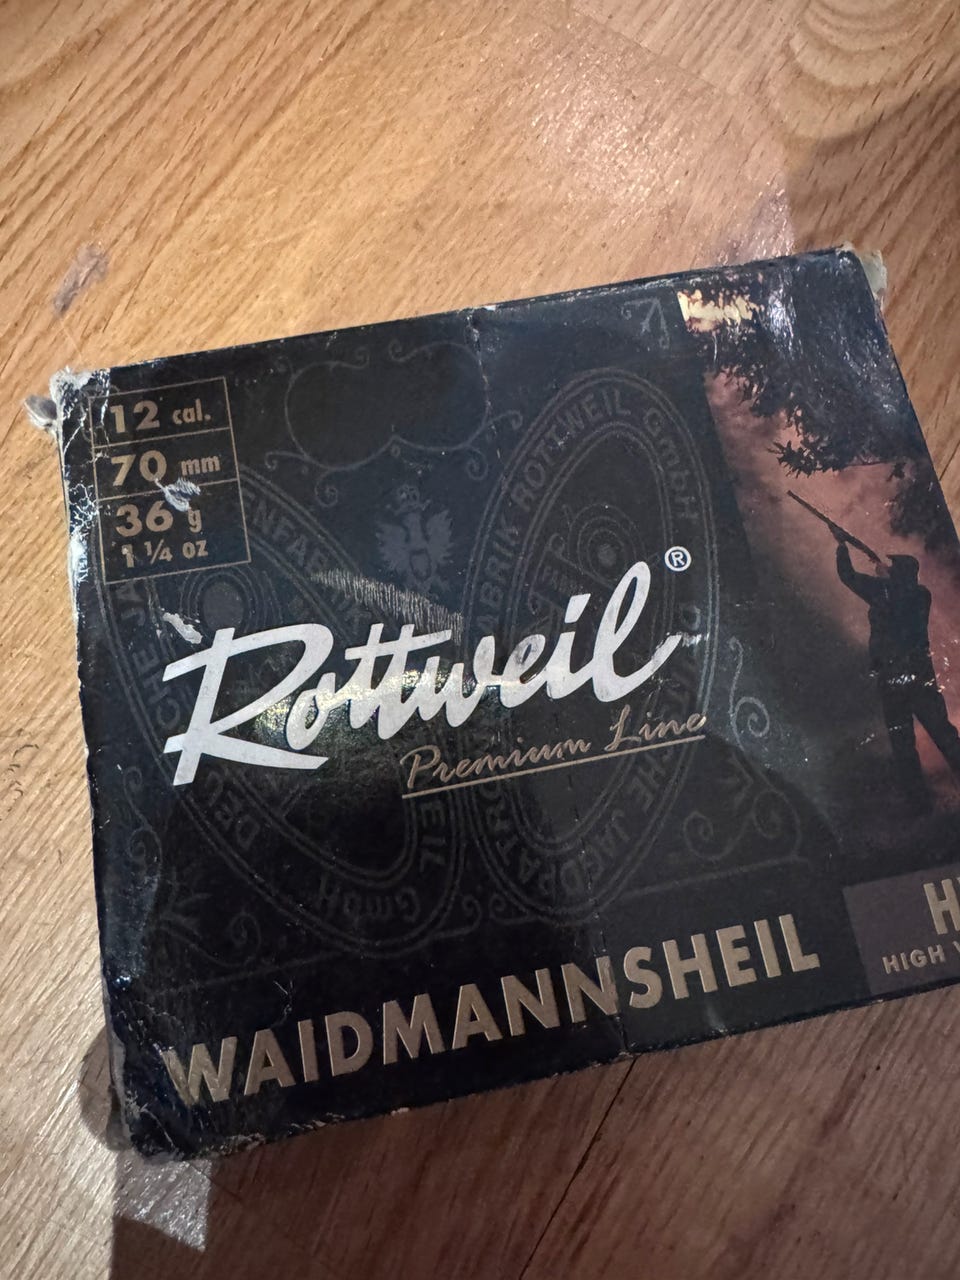 12 cal.
70 mm
36 g
1 1/4 oz
Rottweil®
Premium Line
WAIDMANNSHEIL
HIGH